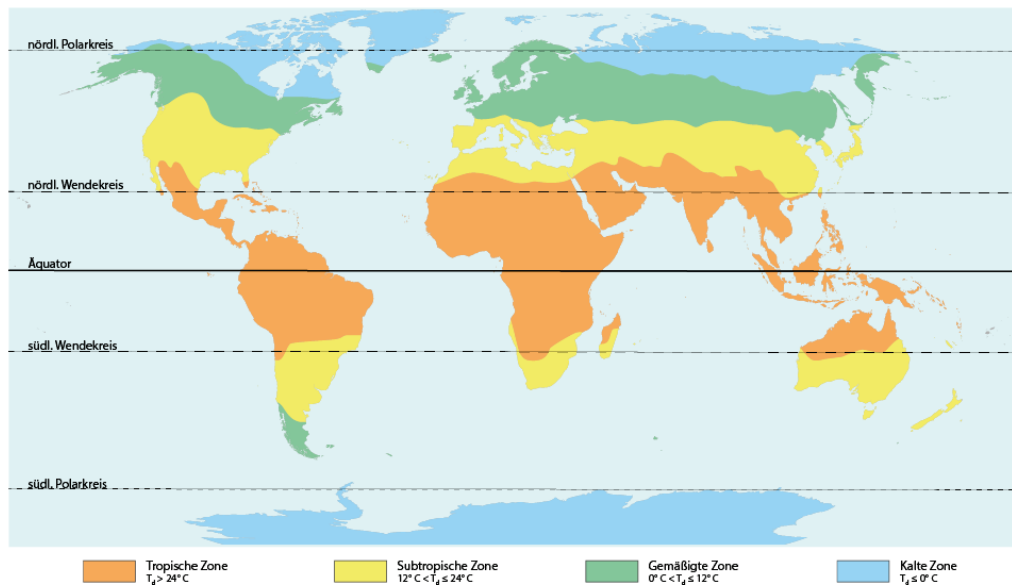 nördl. Polarkreis
nördl. Wendekreis
Äquator
südl. Wendekreis
südl. Polarkreis
Tropische Zone
T_d > 24° C
Subtropische Zone
12° C < T_d ≤ 24° C
Gemäßigte Zone
0° C < T_d ≤ 12° C
Kalte Zone
T_d ≤ 0° C